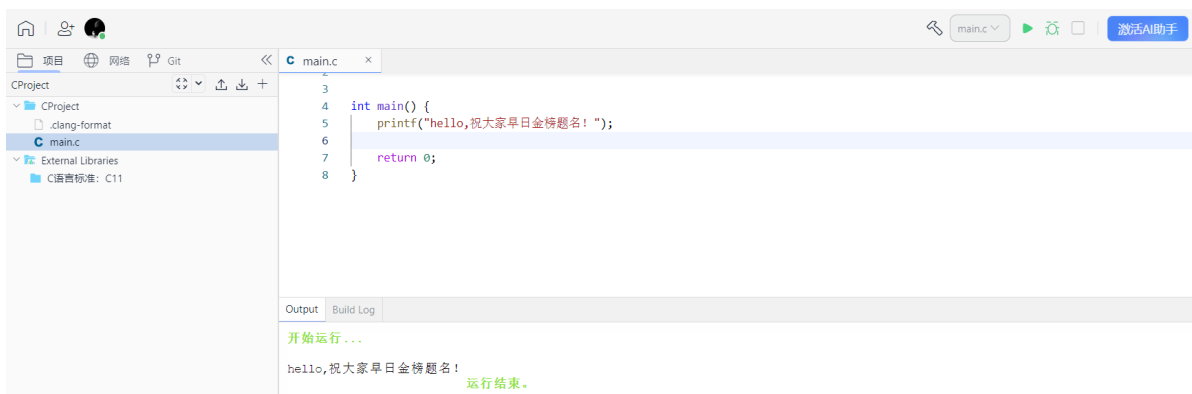 main.c
激活AI助手
项目 网络 Git
main.c ×
CProject
CProject
.clang-format
main.c
External Libraries
C语言标准：C11
3
4 int main() {
5 printf("hello,祝大家早日金榜题名！");
6
7 return 0;
8 }
Output Build Log
开始运行...
hello,祝大家早日金榜题名！
运行结束。